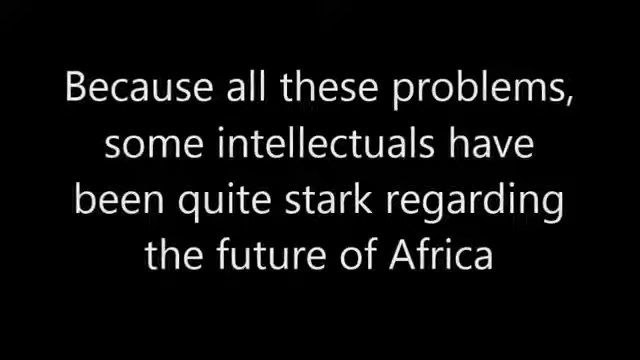 Because all these problems,
some intellectuals have
been quite stark regarding
the future of Africa